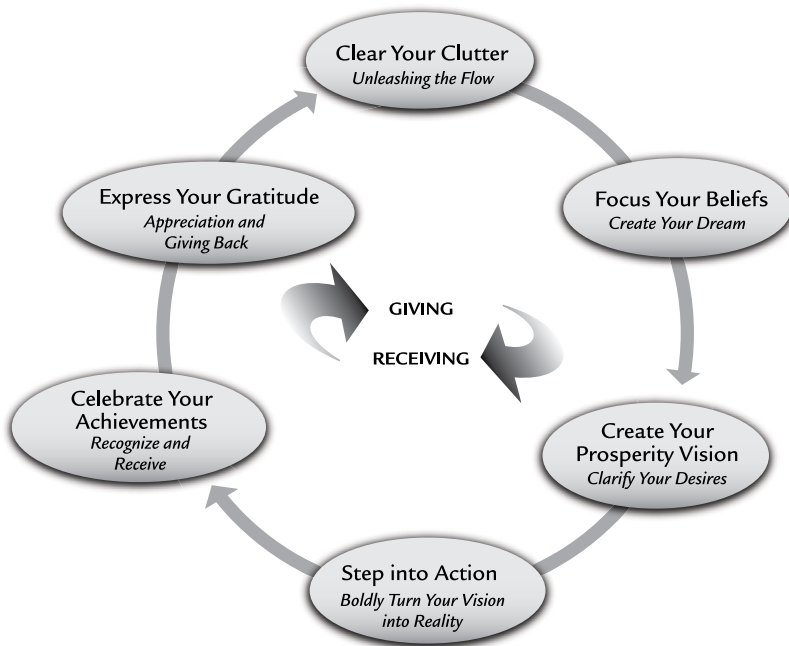 Clear Your Clutter
Unleashing the Flow
Focus Your Beliefs
Create Your Dream
Create Your
Prosperity Vision
Clarify Your Desires
Step into Action
Boldly Turn Your Vision
into Reality
Celebrate Your
Achievements
Recognize and
Receive
Express Your Gratitude
Appreciation and
Giving Back
GIVING
RECEIVING